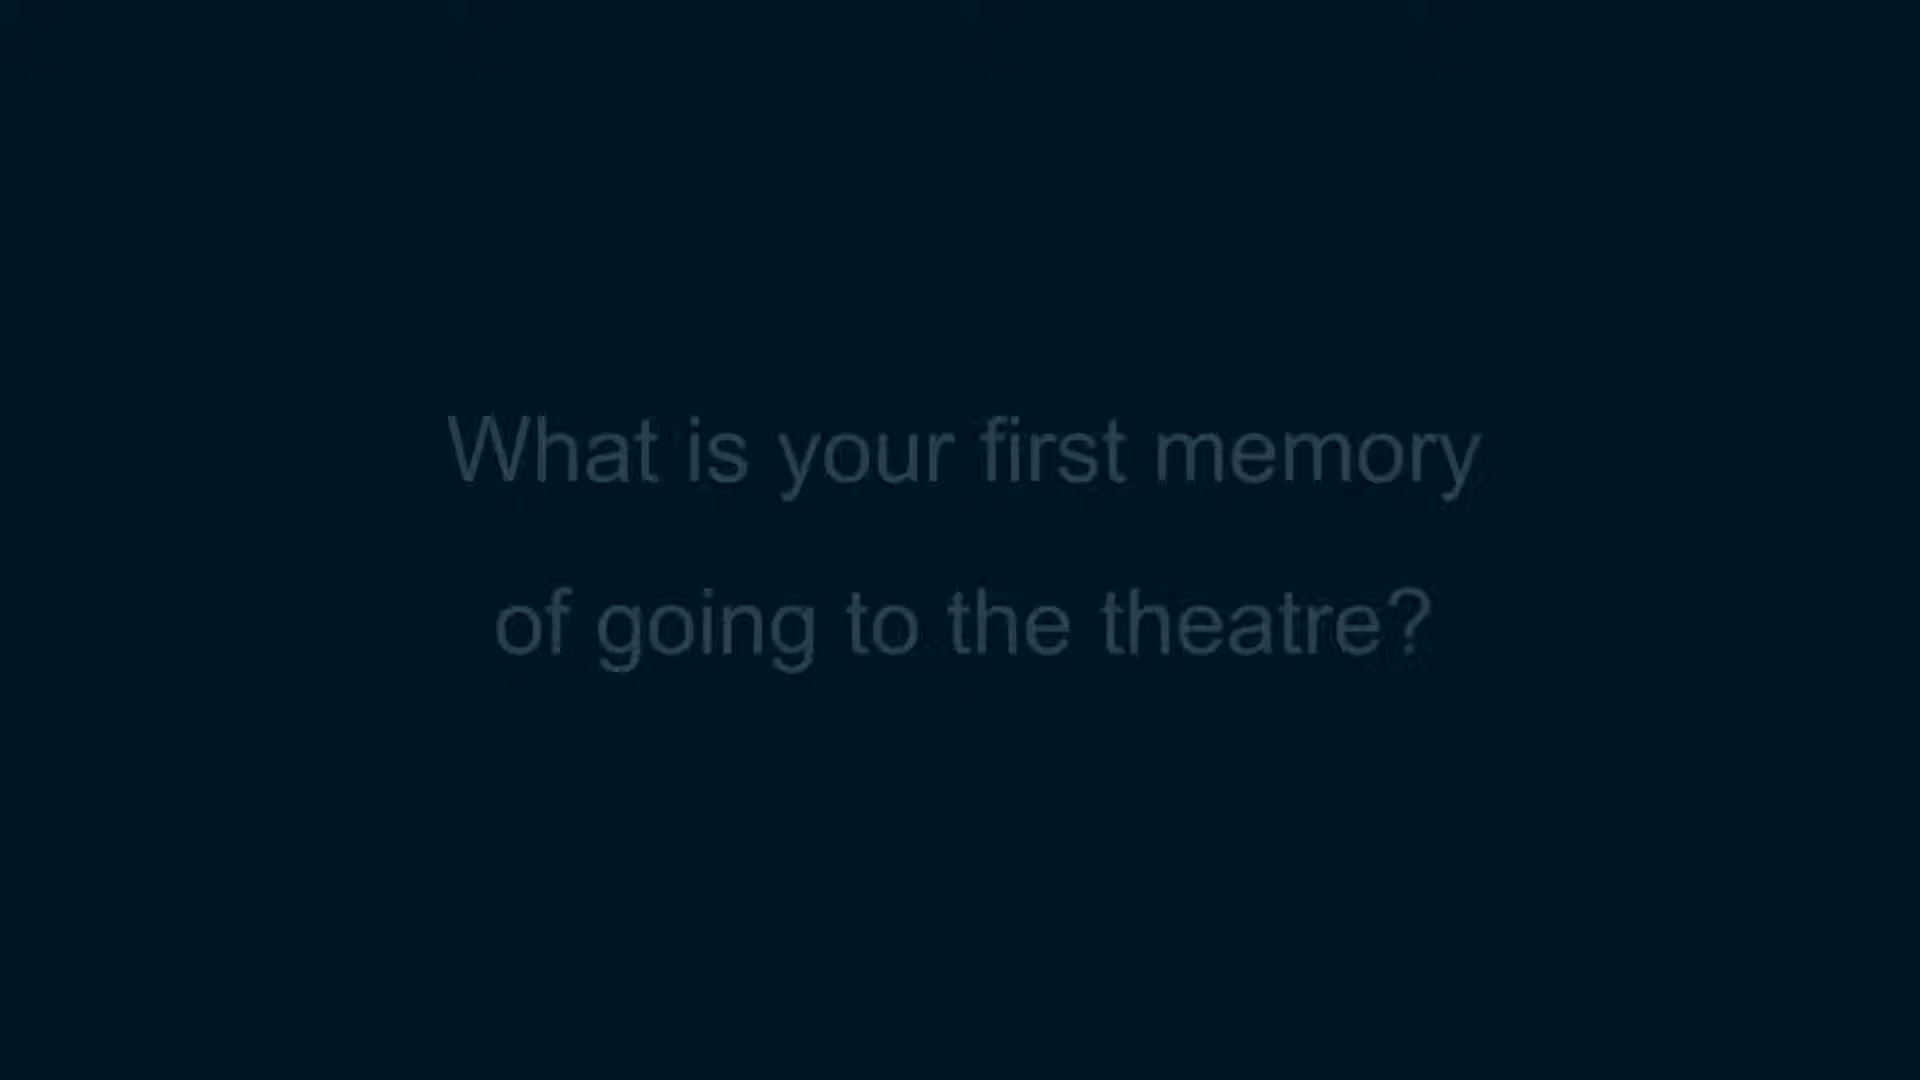 What is your first memory
of going to the theatre?